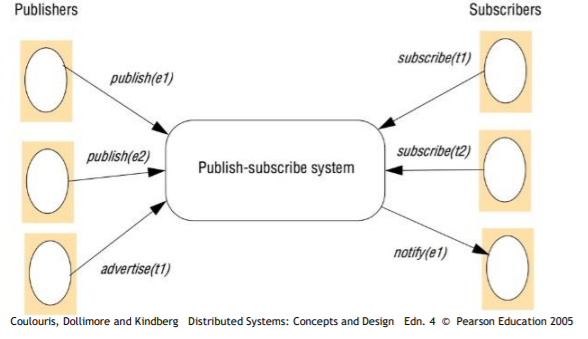 Publishers
Subscribers
publish(e1)
subscribe(t1)
publish(e2)
Publish-subscribe system
subscribe(t2)
advertise(t1)
notify(e1)
Coulouris, Dollimore and Kindberg Distributed Systems: Concepts and Design Edn. 4 © Pearson Education 2005